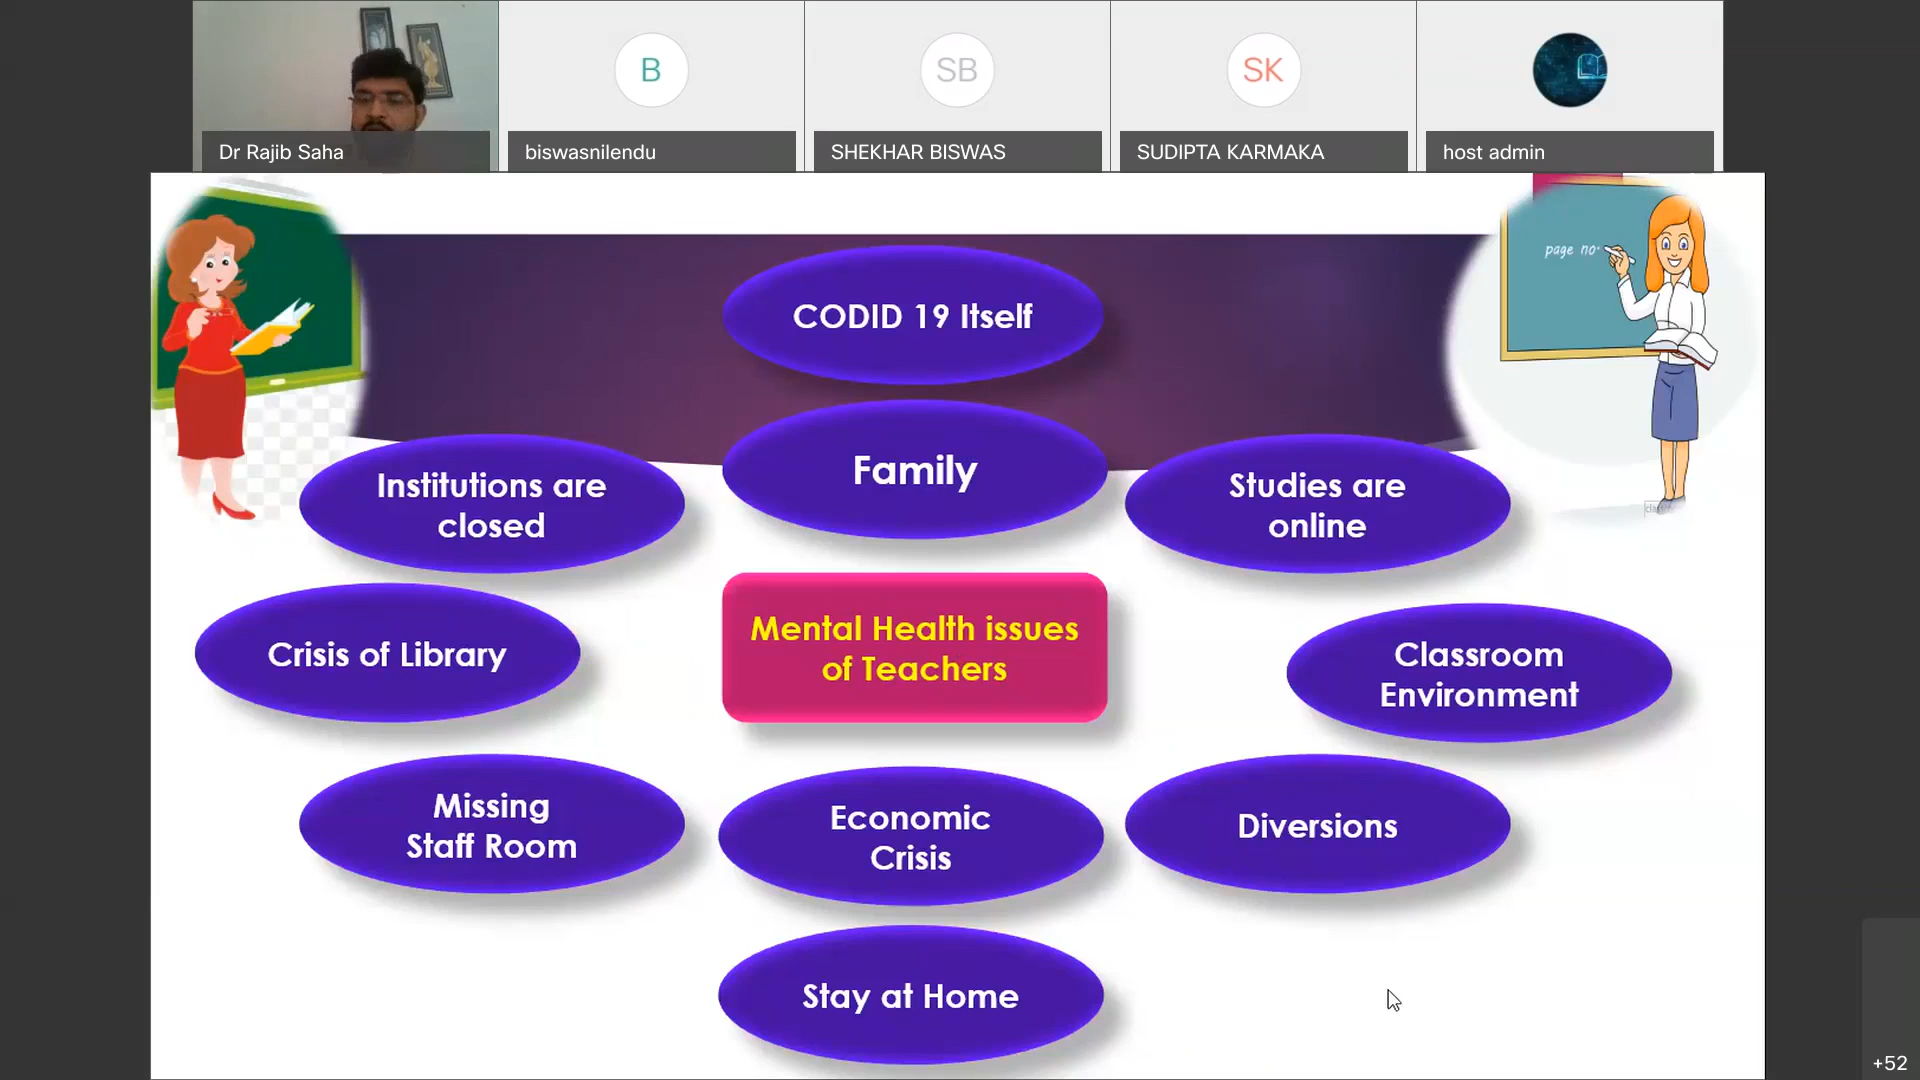 B
SB
SK
Dr Rajib Saha
biswasnilendu
SHEKHAR BISWAS
SUDIPTA KARMAKA
host admin
page no
CODID 19 Itself
Family
Institutions are
closed
Studies are
online
Crisis of Library
Mental Health issues
of Teachers
Classroom
Environment
Missing
Staff Room
Economic
Crisis
Diversions
Stay at Home
+52